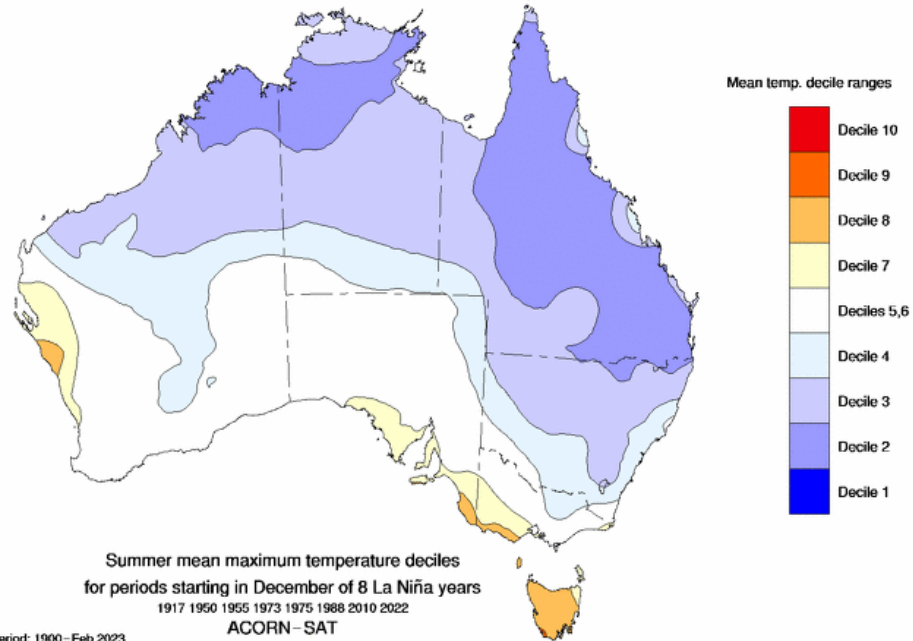 Mean temp. decile ranges
Decile 10
Decile 9
Decile 8
Decile 7
Deciles 5,6
Decile 4
Decile 3
Decile 2
Decile 1
Summer mean maximum temperature deciles
for periods starting in December of 8 La Niña years
1917 1950 1955 1973 1975 1988 2010 2022
ACORN-SAT
1900-Feb 2023